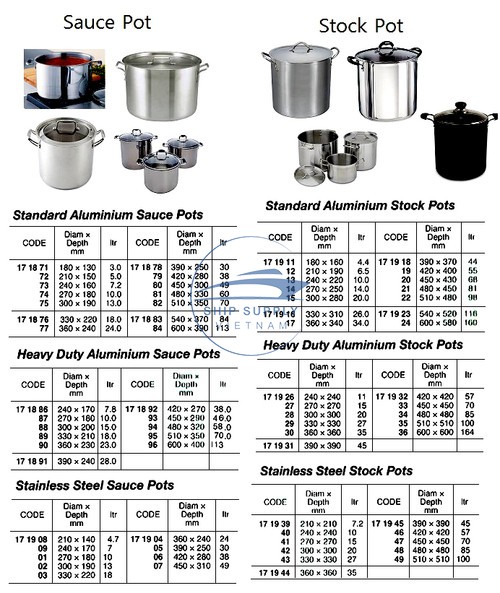 Sauce Pot
Stock Pot
Standard Aluminium Sauce Pots
CODE Diam × Depth mm ltr CODE Diam × Depth mm ltr
17 18 71 180 × 130 3.0 17 18 78 390 × 250 30
72 210 × 150 5.0 79 420 × 280 38
73 240 × 160 7.2 80 450 × 300 49
74 270 × 180 10.0 81 480 × 330 60
75 300 × 190 13.0 82 510 × 350 70
17 18 76 330 × 220 18.0 17 18 83 540 × 370 84
77 360 × 240 24.0 84 600 × 390 113
Heavy Duty Aluminium Sauce Pots
CODE Diam × Depth mm ltr CODE Diam × Depth mm ltr
17 18 86 240 × 170 7.8 17 18 92 420 × 270 38.0
87 270 × 180 10.0 93 450 × 290 46.0
88 300 × 200 15.0 94 480 × 320 58.0
89 330 × 210 18.0 95 510 × 350 70.0
90 360 × 230 23.0 96 600 × 400 113
17 18 91 390 × 240 28.0
Stainless Steel Sauce Pots
CODE Diam × Depth mm ltr CODE Diam × Depth mm ltr
17 19 08 210 × 140 4.7 17 19 04 360 × 240 24
09 240 × 170 7 05 390 × 250 30
01 270 × 180 10 06 420 × 280 38
02 300 × 190 13 07 450 × 310 49
03 330 × 220 18
Standard Aluminium Stock Pots
CODE Diam × Depth mm ltr CODE Diam × Depth mm ltr
17 19 11 180 × 160 4.4 17 19 18 390 × 370 44
12 210 × 190 6.5 19 420 × 400 55
13 240 × 220 10.0 20 450 × 430 68
14 270 × 250 14.0 21 480 × 450 81
15 300 × 280 20.0 22 510 × 480 98
17 19 16 330 × 310 26.0 17 19 23 540 × 520 118
17 360 × 340 34.0 24 600 × 580 160
Heavy Duty Aluminium Stock Pots
CODE Diam × Depth mm ltr CODE Diam × Depth mm ltr
17 19 26 240 × 240 11 17 19 32 420 × 420 57
27 270 × 270 15 33 450 × 450 70
28 300 × 300 20 34 480 × 480 85
29 330 × 330 27 35 510 × 510 100
30 360 × 360 35 36 600 × 600 164
17 19 31 390 × 390 45
Stainless Steel Stock Pots
CODE Diam × Depth mm ltr CODE Diam × Depth mm ltr
17 19 39 210 × 210 7.2 17 19 45 390 × 390 45
40 240 × 240 10 46 420 × 420 57
41 270 × 270 15 47 450 × 450 70
42 300 × 300 20 48 480 × 480 85
43 330 × 330 27 49 510 × 510 100
17 19 44 360 × 360 35
SHIP SUPPLY
VIETNAM